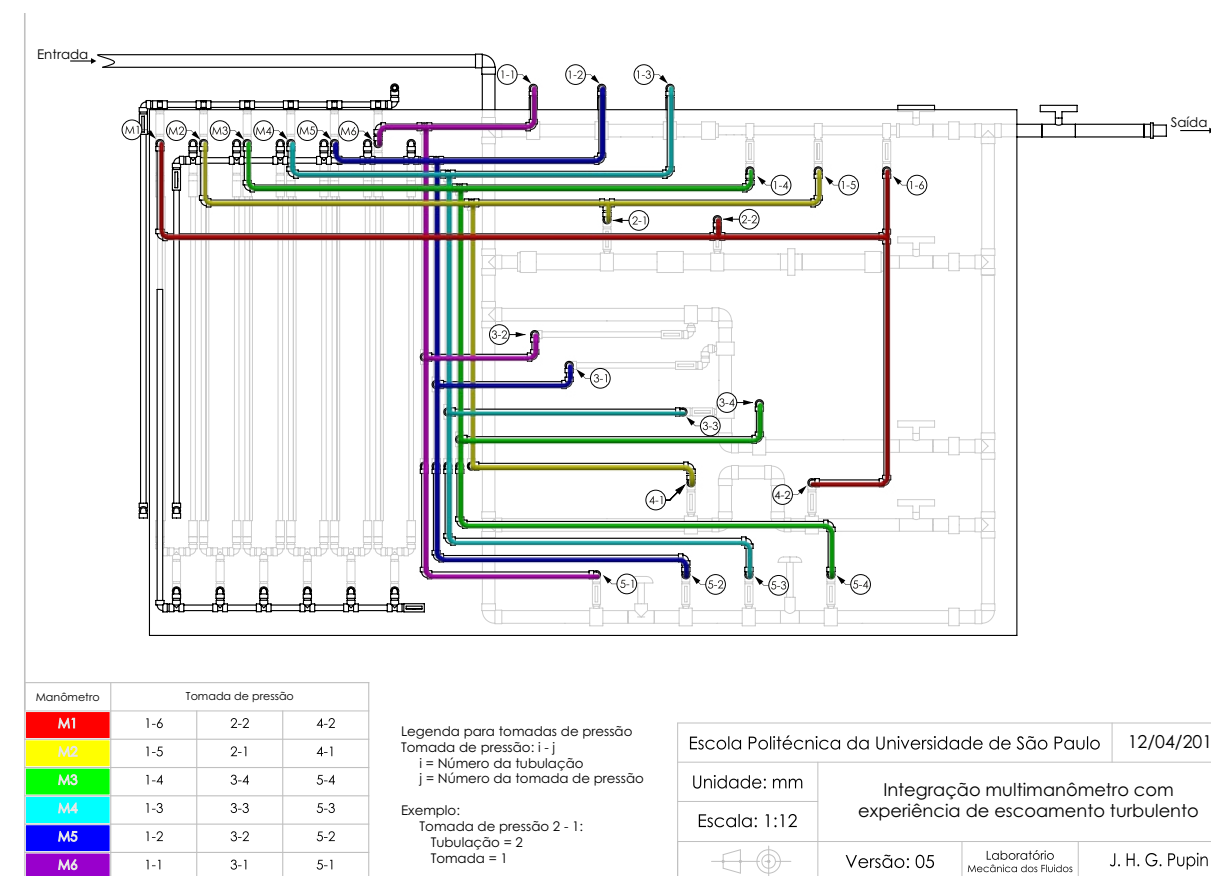 Entrada
1-1
1-2
1-3
M1
M2
M3
M4
M5
M6
Saída
1-4
1-5
1-6
2-1
2-2
3-2
3-1
3-4
3-3
4-1
4-2
5-1
5-2
5-3
5-4
Manômetro Tomada de pressão
M1 1-6 2-2 4-2
M2 1-5 2-1 4-1
M3 1-4 3-4 5-4
M4 1-3 3-3 5-3
M5 1-2 3-2 5-2
M6 1-1 3-1 5-1
Legenda para tomadas de pressão
Tomada de pressão: i - j
i = Número da tubulação
j = Número da tomada de pressão
Exemplo:
Tomada de pressão 2 - 1:
Tubulação = 2
Tomada = 1
Escola Politécnica da Universidade de São Paulo 12/04/201
Unidade: mm
Escala: 1:12
Integração multimanômetro com
experiência de escoamento turbulento
Versão: 05
Laboratório
Mecânica dos Fluidos
J. H. G. Pupin